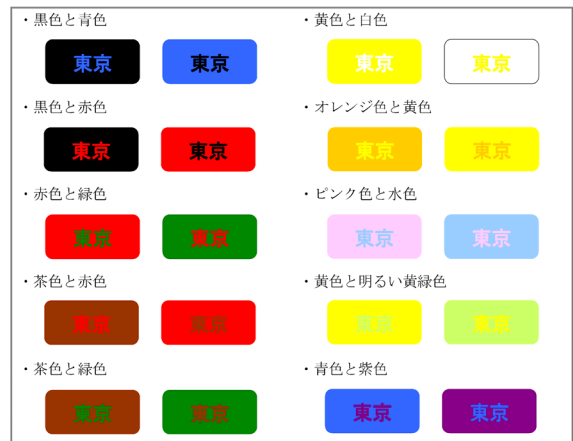 ・黒色と青色
東京 東京
・黒色と赤色
東京 東京
・赤色と緑色
東京 東京
・茶色と赤色
東京 東京
・茶色と緑色
東京 東京
・黄色と白色
東京 東京
・オレンジ色と黄色
東京 東京
・ピンク色と水色
東京 東京
・黄色と明るい黄緑色
東京 東京
・青色と紫色
東京 東京